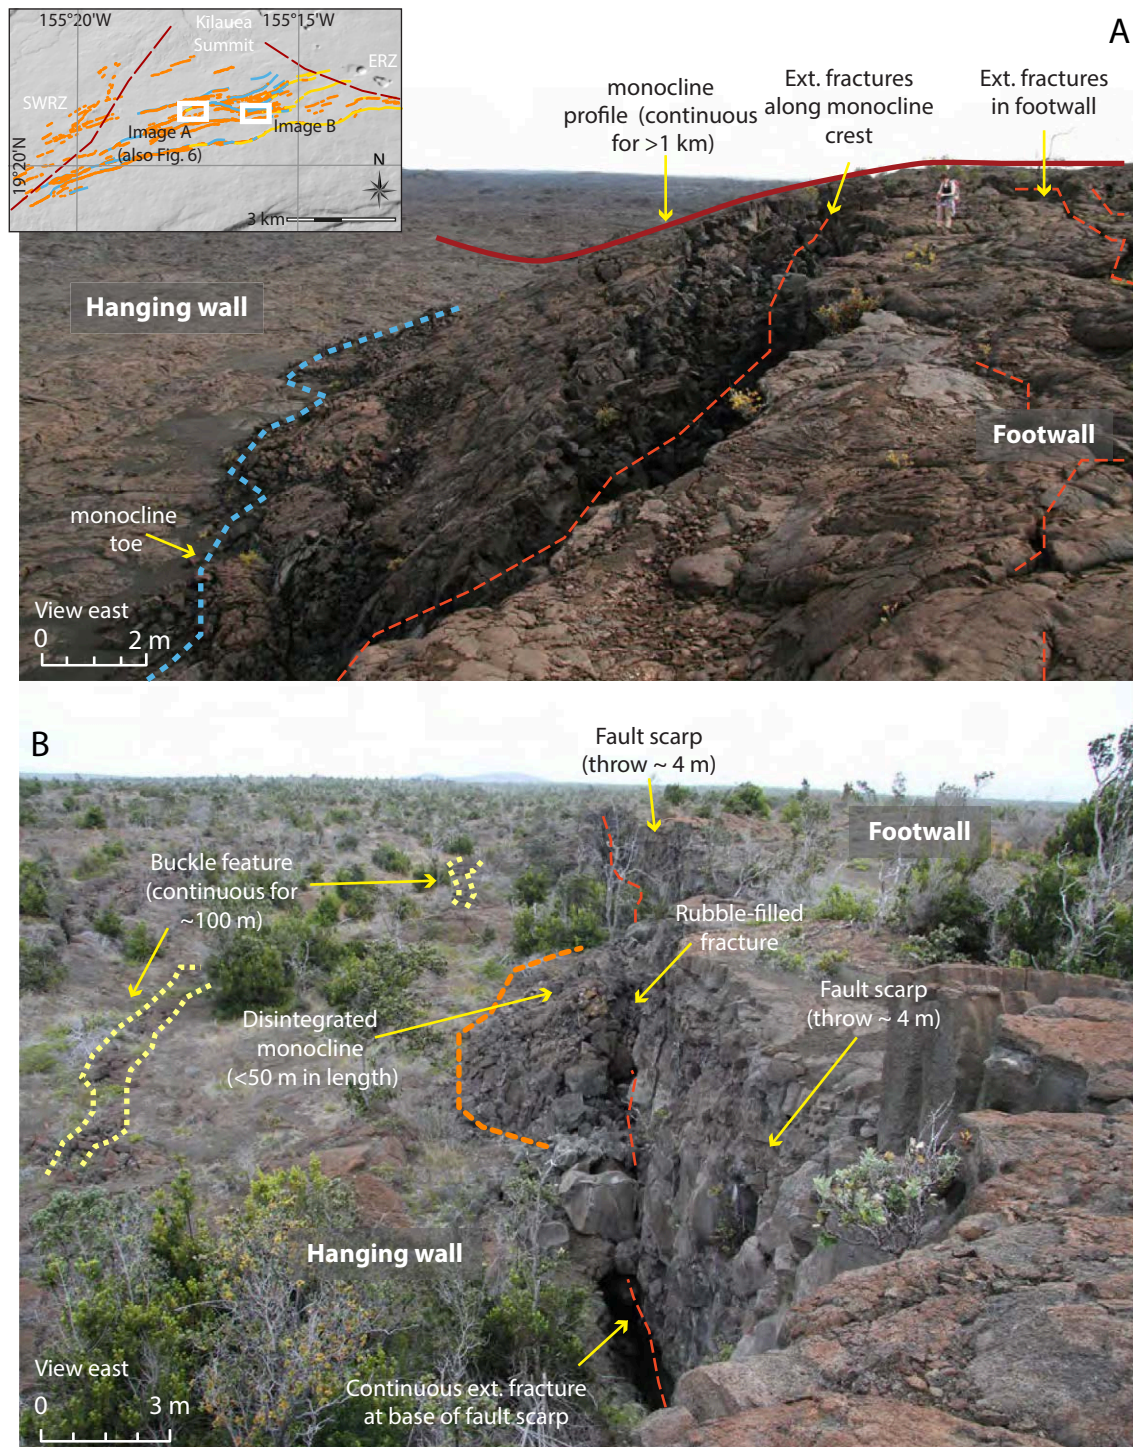 155°20'W
155°15'W
Kīlauea
Summit
ERZ
SWRZ
Image A
(also Fig. 6)
Image B
19°20'N
N
3 km
A
monocline
profile (continuous
for >1 km)
Ext. fractures
along monocline
crest
Ext. fractures
in footwall
Hanging wall
Footwall
monocline
toe
View east
0 2 m
B
Fault scarp
(throw ~ 4 m)
Footwall
Buckle feature
(continuous for
~100 m)
Rubble-filled
fracture
Fault scarp
(throw ~ 4 m)
Disintegrated
monocline
(<50 m in length)
Hanging wall
View east
0 3 m
Continuous ext. fracture
at base of fault scarp